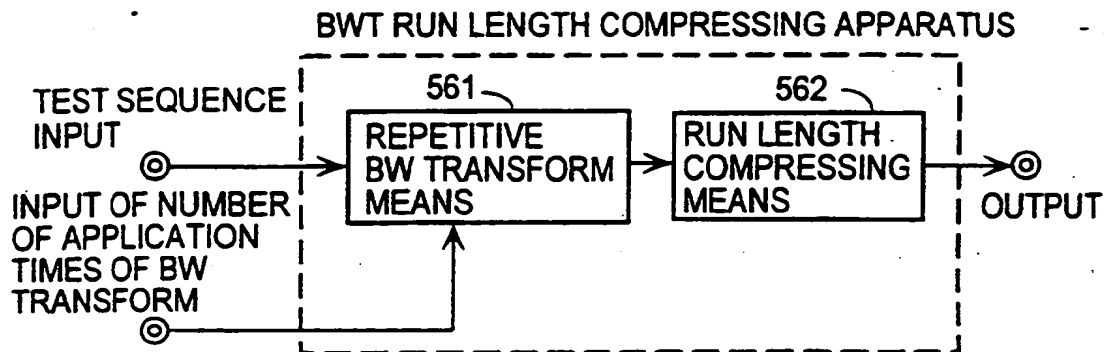 BWT RUN LENGTH COMPRESSING APPARATUS
TEST SEQUENCE
INPUT
561
REPETITIVE
BW TRANSFORM
MEANS
562
RUN LENGTH
COMPRESSING
MEANS
OUTPUT
INPUT OF NUMBER
OF APPLICATION
TIMES OF BW
TRANSFORM